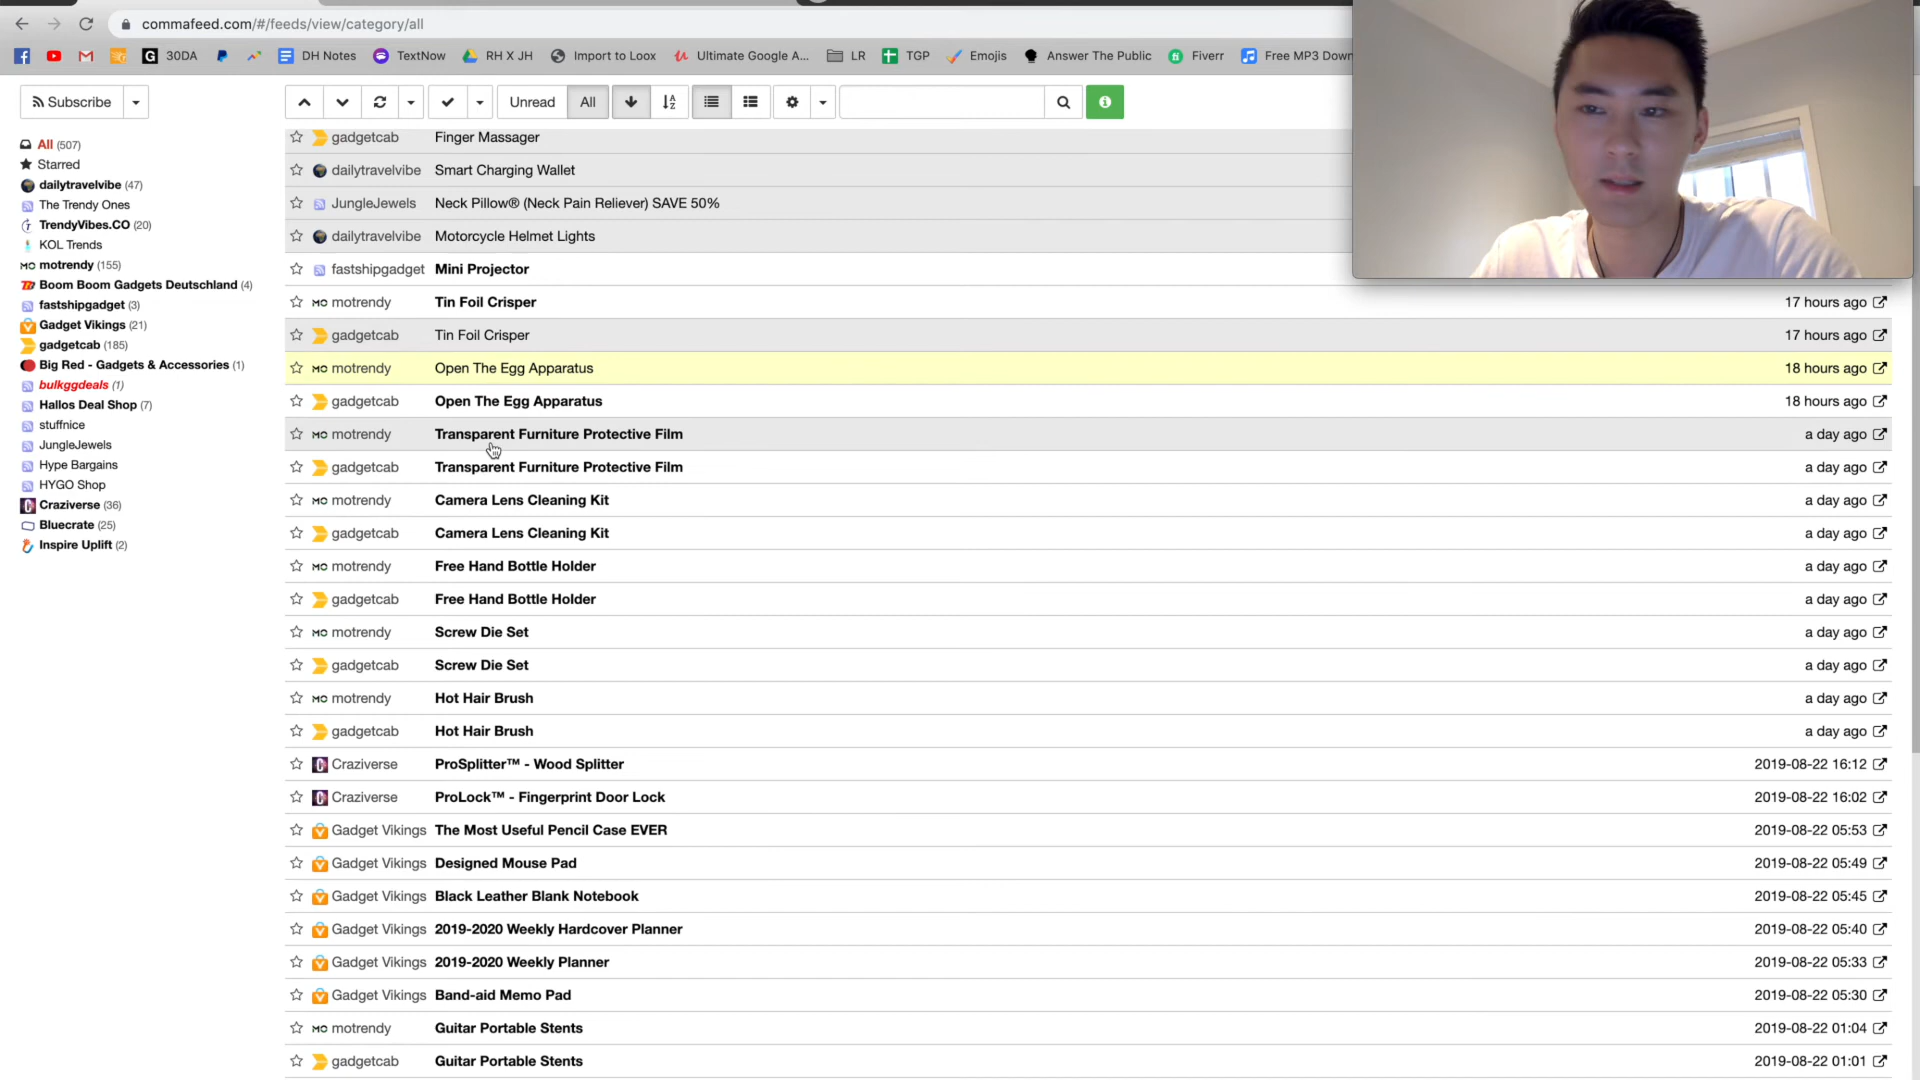 commafeed.com/#/feeds/view/category/all
30DA DH Notes TextNow RH X JH Import to Loox Ultimate Google A... LR TGP Emojis Answer The Public Fiverr Free MP3 Down
Subscribe Unread All
All (507)
Starred
dailytravelvibe (47)
The Trendy Ones
TrendyVibes.CO (20)
KOL Trends
motrendy (155)
Boom Boom Gadgets Deutschland (4)
fastshipgadget (3)
Gadget Vikings (21)
gadgetcab (185)
Big Red - Gadgets & Accessories (1)
bulkggdeals (1)
Hallos Deal Shop (7)
stuffnice
JungleJewels
Hype Bargains
HYGO Shop
Craziverse (36)
Bluecrate (25)
Inspire Uplift (2)
gadgetcab Finger Massager
dailytravelvibe Smart Charging Wallet
JungleJewels Neck Pillow® (Neck Pain Reliever) SAVE 50%
dailytravelvibe Motorcycle Helmet Lights
fastshipgadget Mini Projector
MO motrendy Tin Foil Crisper 17 hours ago
gadgetcab Tin Foil Crisper 17 hours ago
MO motrendy Open The Egg Apparatus 18 hours ago
gadgetcab Open The Egg Apparatus 18 hours ago
MO motrendy Transparent Furniture Protective Film a day ago
gadgetcab Transparent Furniture Protective Film a day ago
MO motrendy Camera Lens Cleaning Kit a day ago
gadgetcab Camera Lens Cleaning Kit a day ago
MO motrendy Free Hand Bottle Holder a day ago
gadgetcab Free Hand Bottle Holder a day ago
MO motrendy Screw Die Set a day ago
gadgetcab Screw Die Set a day ago
MO motrendy Hot Hair Brush a day ago
gadgetcab Hot Hair Brush a day ago
Craziverse ProSplitter™ - Wood Splitter 2019-08-22 16:12
Craziverse ProLock™ - Fingerprint Door Lock 2019-08-22 16:02
Gadget Vikings The Most Useful Pencil Case EVER 2019-08-22 05:53
Gadget Vikings Designed Mouse Pad 2019-08-22 05:49
Gadget Vikings Black Leather Blank Notebook 2019-08-22 05:45
Gadget Vikings 2019-2020 Weekly Hardcover Planner 2019-08-22 05:40
Gadget Vikings 2019-2020 Weekly Planner 2019-08-22 05:33
Gadget Vikings Band-aid Memo Pad 2019-08-22 05:30
MO motrendy Guitar Portable Stents 2019-08-22 01:04
gadgetcab Guitar Portable Stents 2019-08-22 01:01